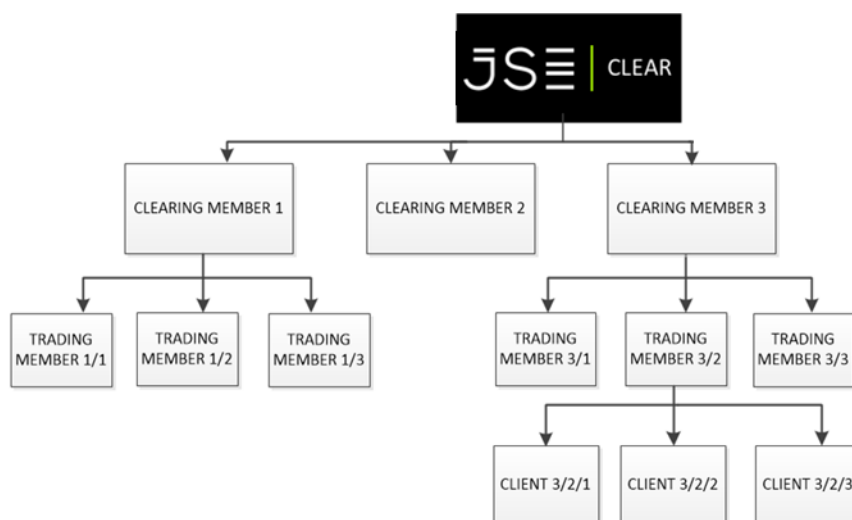 JSE | CLEAR
CLEARING MEMBER 1
CLEARING MEMBER 2
CLEARING MEMBER 3
TRADING
MEMBER 1/1
TRADING
MEMBER 1/2
TRADING
MEMBER 1/3
TRADING
MEMBER 3/1
TRADING
MEMBER 3/2
TRADING
MEMBER 3/3
CLIENT 3/2/1
CLIENT 3/2/2
CLIENT 3/2/3